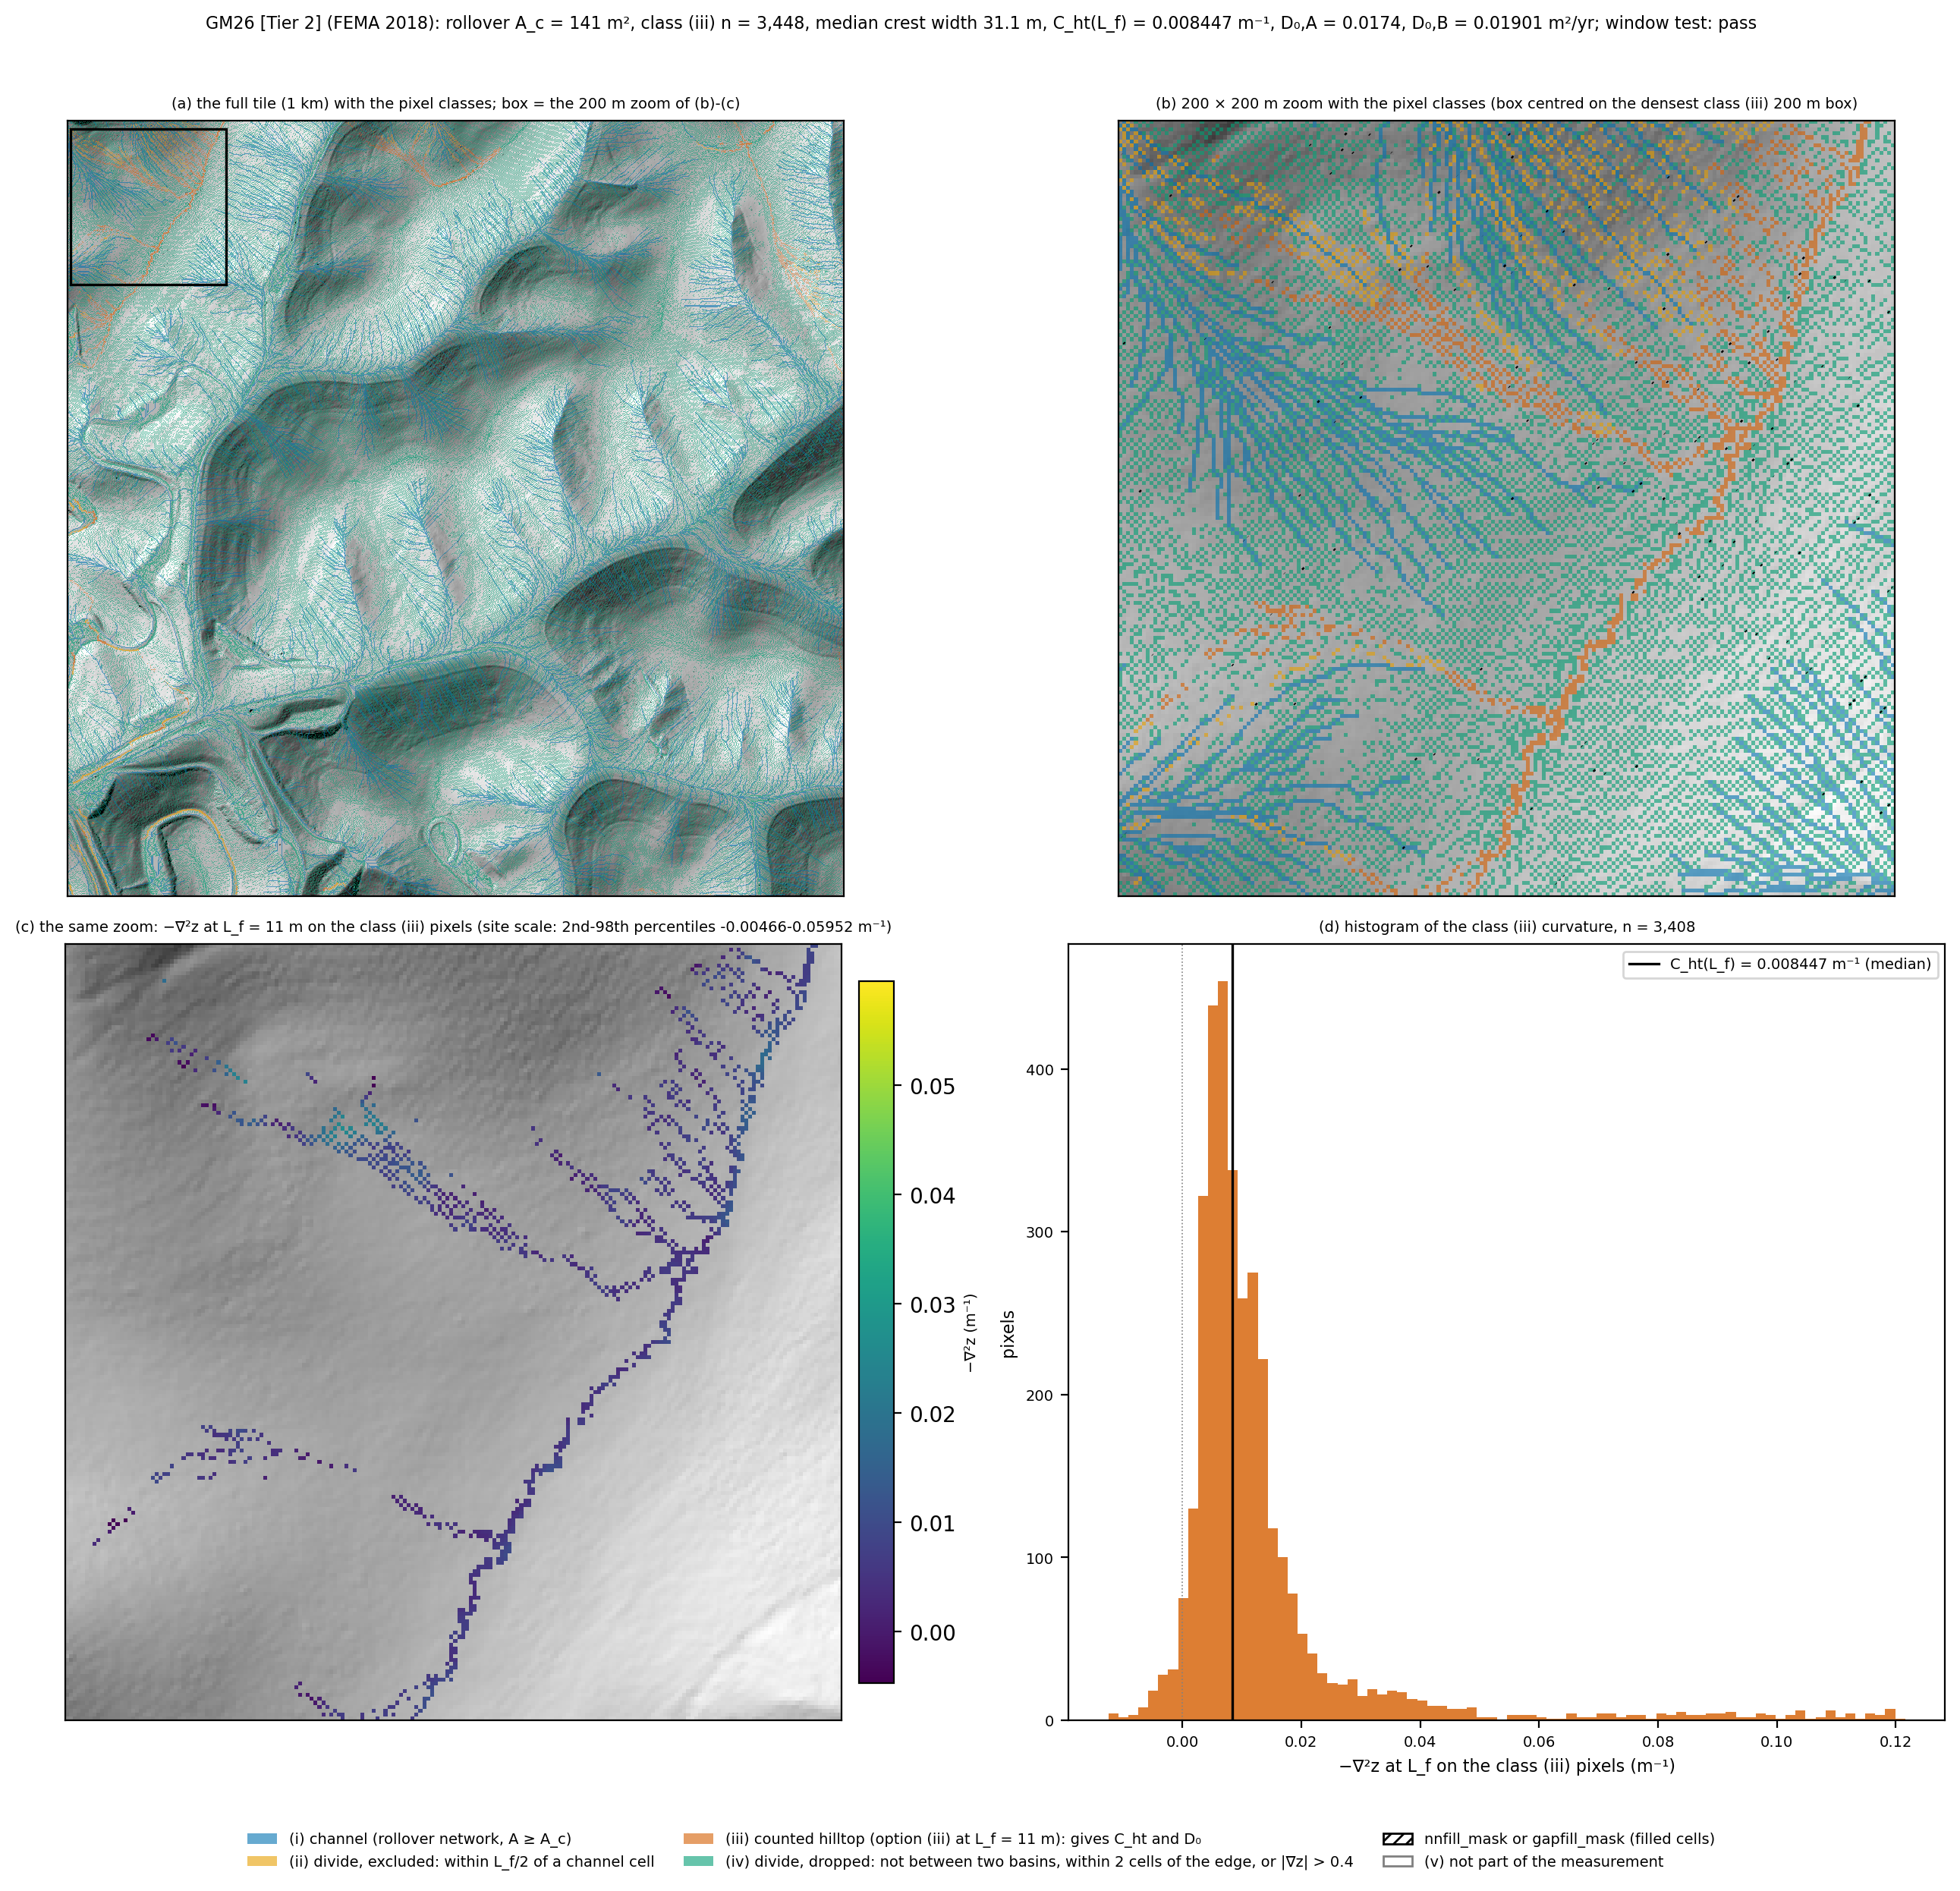 GM26 [Tier 2] (FEMA 2018): rollover A_c = 141 m², class (iii) n = 3,448, median crest width 31.1 m, C_ht(L_f) = 0.008447 m⁻¹, D₀,A = 0.0174, D₀,B = 0.01901 m²/yr; window test: pass
(a) the full tile (1 km) with the pixel classes; box = the 200 m zoom of (b)-(c)
(b) 200 × 200 m zoom with the pixel classes (box centred on the densest class (iii) 200 m box)
(c) the same zoom: −∇²z at L_f = 11 m on the class (iii) pixels (site scale: 2nd-98th percentiles -0.00466-0.05952 m⁻¹)
0.05
0.04
0.03
0.02
0.01
0.00
−∇²z (m⁻¹)
(d) histogram of the class (iii) curvature, n = 3,408
C_ht(L_f) = 0.008447 m⁻¹ (median)
400
300
200
100
0
pixels
0.00 0.02 0.04 0.06 0.08 0.10 0.12
−∇²z at L_f on the class (iii) pixels (m⁻¹)
(i) channel (rollover network, A ≥ A_c)
(ii) divide, excluded: within L_f/2 of a channel cell
(iii) counted hilltop (option (iii) at L_f = 11 m): gives C_ht and D₀
(iv) divide, dropped: not between two basins, within 2 cells of the edge, or |∇z| > 0.4
nnfill_mask or gapfill_mask (filled cells)
(v) not part of the measurement